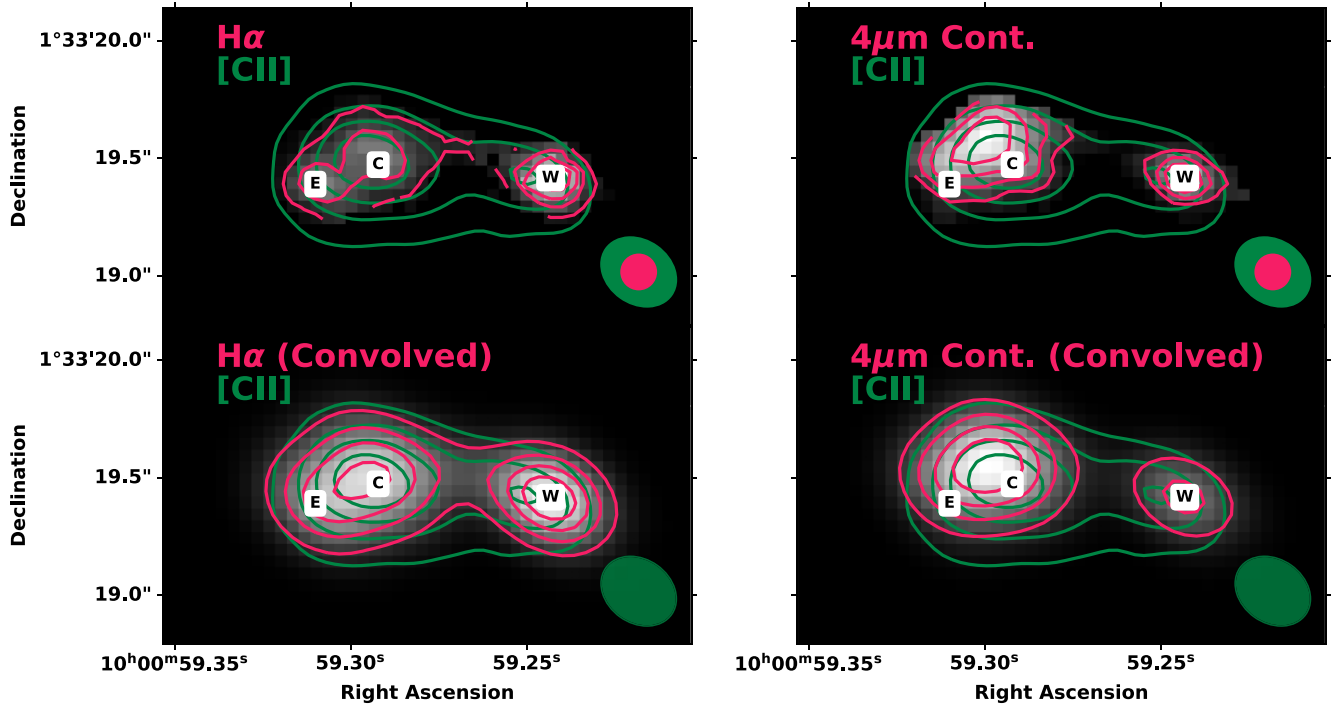 Hα
[CII]
4μm Cont.
[CII]
1°33'20.0"
19.5"
19.0"
Declination
E
C
W
E
C
W
Hα (Convolved)
[CII]
4μm Cont. (Convolved)
[CII]
1°33'20.0"
19.5"
19.0"
Declination
E
C
W
E
C
W
10ʰ00ᵐ59.35ˢ
59.30ˢ
59.25ˢ
10ʰ00ᵐ59.35ˢ
59.30ˢ
59.25ˢ
Right Ascension
Right Ascension